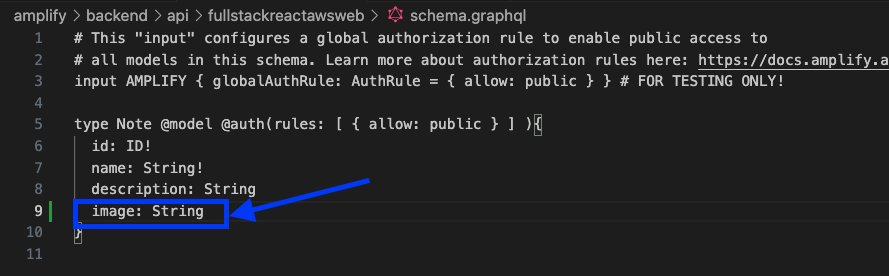 amplify > backend > api > fullstackreactawsweb > schema.graphql
1 # This "input" configures a global authorization rule to enable public access to
2 # all models in this schema. Learn more about authorization rules here: https://docs.amplify.a
3 input AMPLIFY { globalAuthRule: AuthRule = { allow: public } } # FOR TESTING ONLY!
4
5 type Note @model @auth(rules: [ { allow: public } ] ){
6 id: ID!
7 name: String!
8 description: String
9 image: String
10 }
11